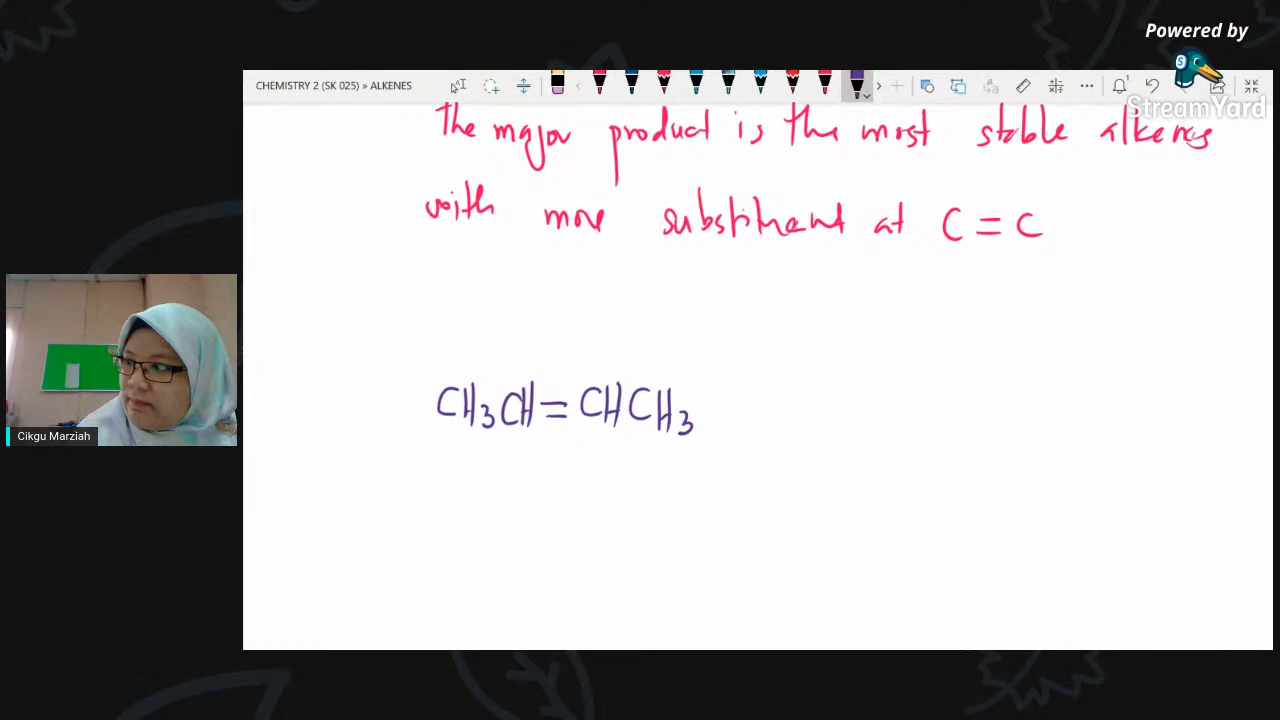 Powered by
StreamYard
CHEMISTRY 2 (SK 025) » ALKENES
The major product is the most stable alkenes
with more substituent at C=C
CH₃CH=CHCH₃
Cikgu Marziah